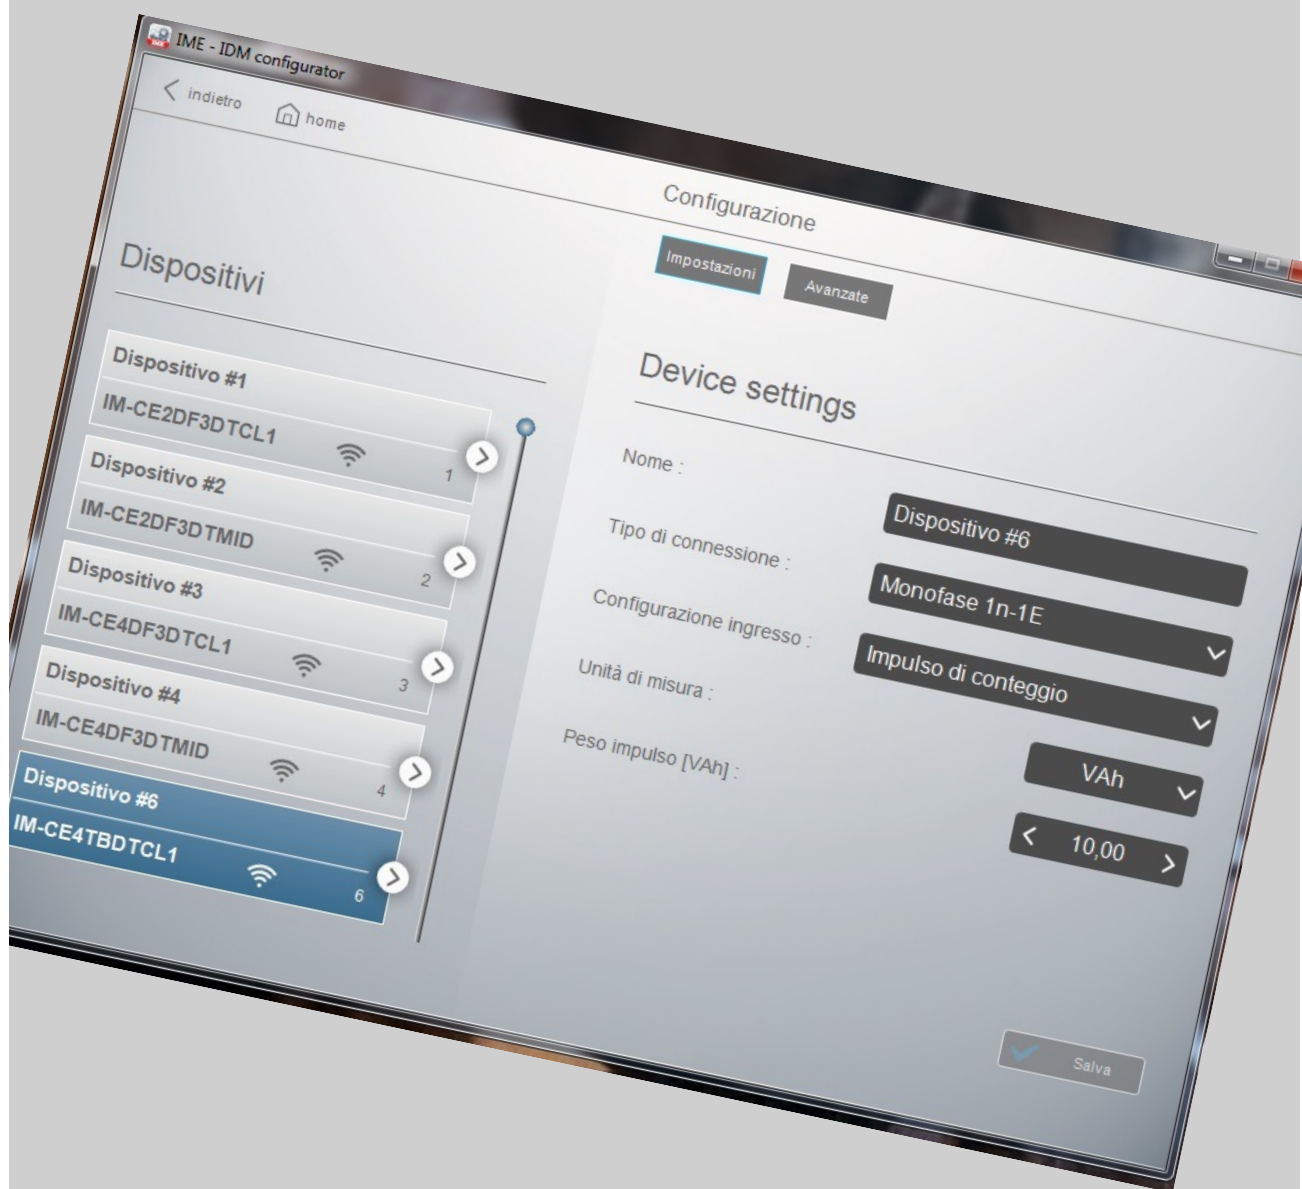 IME - IDM configurator
indietro
home
Configurazione
Impostazioni
Avanzate
Dispositivi
Dispositivo #1
IM-CE2DF3DTCL1
1
Dispositivo #2
IM-CE2DF3DTMID
2
Dispositivo #3
IM-CE4DF3DTCL1
3
Dispositivo #4
IM-CE4DF3DTMID
4
Dispositivo #6
IM-CE4TBDTCL1
6
Device settings
Nome :
Dispositivo #6
Tipo di connessione :
Monofase 1n-1E
Configurazione ingresso :
Impulso di conteggio
Unità di misura :
VAh
Peso impulso [VAh] :
10,00
Salva